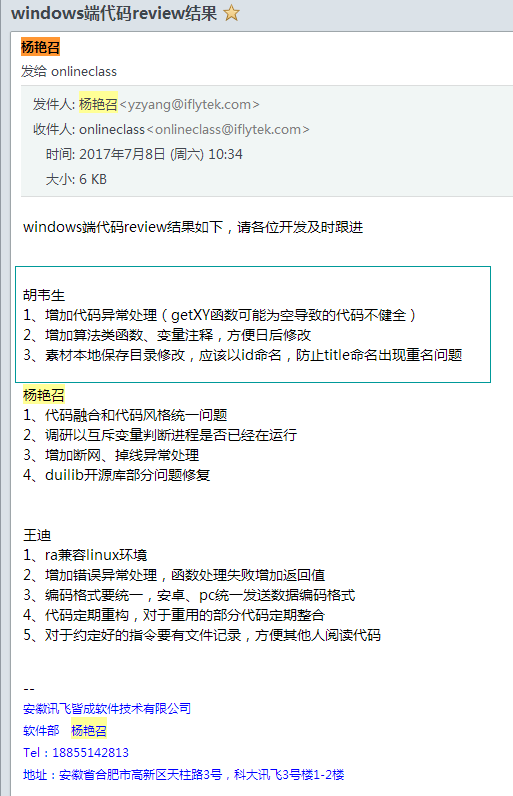 windows端代码review结果
杨艳召
发给 onlineclass
发件人: 杨艳召<yzyang@iflytek.com>
收件人: onlineclass<onlineclass@iflytek.com>
时间: 2017年7月8日 (周六) 10:34
大小: 6 KB
windows端代码review结果如下，请各位开发及时跟进
胡韦生
1、增加代码异常处理（getXY函数可能为空导致的代码不健全）
2、增加算法类函数、变量注释，方便日后修改
3、素材本地保存目录修改，应该以id命名，防止title命名出现重名问题
杨艳召
1、代码融合和代码风格统一问题
2、调研以互斥变量判断进程是否已经在运行
3、增加断网、掉线异常处理
4、duilib开源库部分问题修复
王迪
1、ra兼容linux环境
2、增加错误异常处理，函数处理失败增加返回值
3、编码格式要统一，安卓、pc统一发送数据编码格式
4、代码定期重构，对于重用的部分代码定期整合
5、对于约定好的指令要有文件记录，方便其他人阅读代码
--
安徽讯飞皆成软件技术有限公司
软件部 杨艳召
Tel：18855142813
地址：安徽省合肥市高新区天柱路3号，科大讯飞3号楼1-2楼